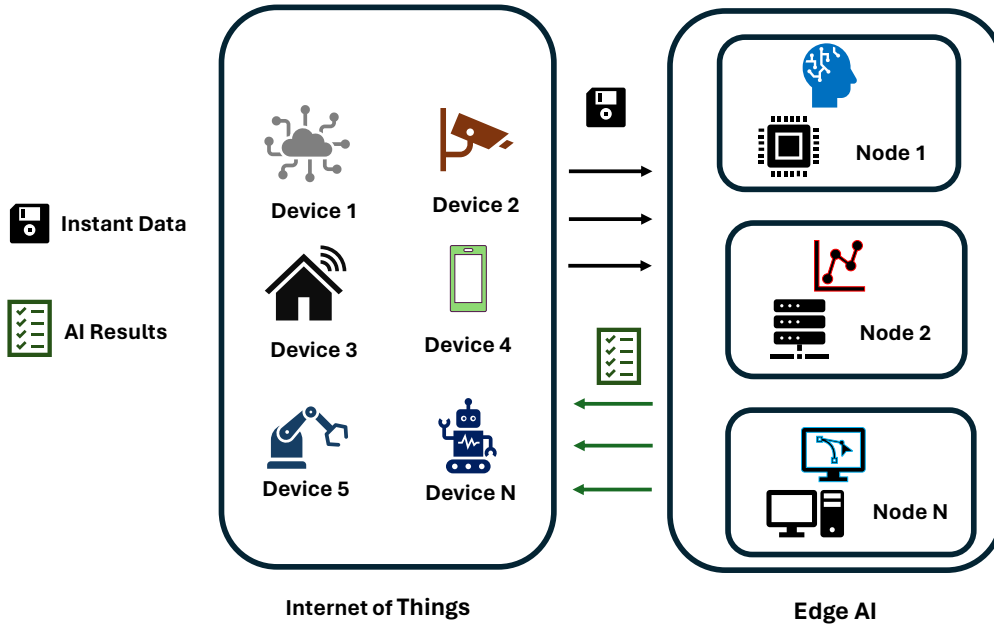 Instant Data
AI Results
Device 1
Device 2
Device 3
Device 4
Device 5
Device N
Internet of Things
Node 1
Node 2
Node N
Edge AI